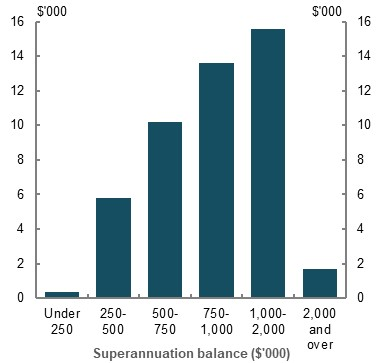 $'000 $'000
16 16
14 14
12 12
10 10
8 8
6 6
4 4
2 2
0 0
Under 250- 500- 750- 1,000- 2,000
250 500 750 1,000 2,000 and
over
Superannuation balance ($'000)